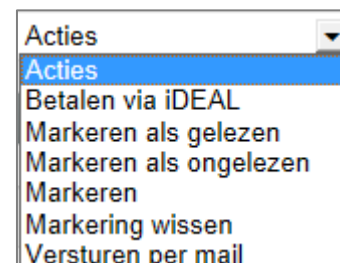 Acties
Acties
Betalen via iDEAL
Markeren als gelezen
Markeren als ongelezen
Markeren
Markering wissen
Versturen per mail